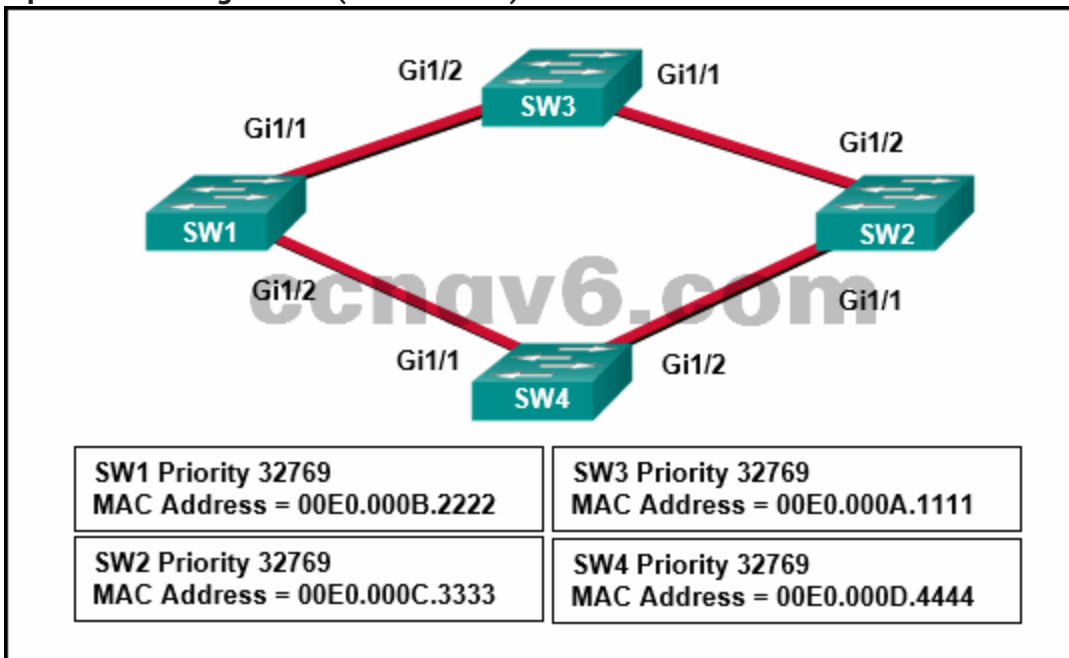 Gi1/2
Gi1/1
SW3
Gi1/1
Gi1/2
SW1
SW2
ccnav6.com
Gi1/2
Gi1/1
Gi1/1
Gi1/2
SW4
SW1 Priority 32769
MAC Address = 00E0.000B.2222
SW3 Priority 32769
MAC Address = 00E0.000A.1111
SW2 Priority 32769
MAC Address = 00E0.000C.3333
SW4 Priority 32769
MAC Address = 00E0.000D.4444